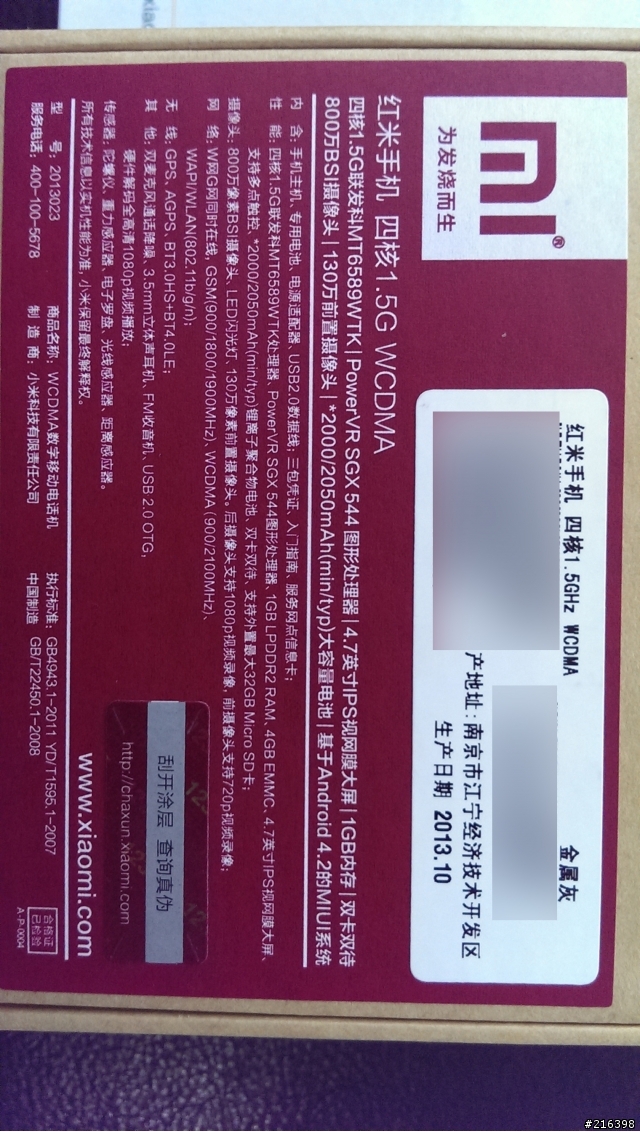 MI®
为发烧而生
红米手机 四核1.5GHz WCDMA
金属灰
产地址:南京市江宁经济技术开发区
生产日期 2013.10
红米手机 四核1.5G WCDMA
四核1.5G联发科MT6589WTK | PowerVR SGX 544 图形处理器 | 4.7英寸IPS视网膜大屏 | 1GB内存 | 双卡双待
800万BSI摄像头 | 130万前置摄像头 | *2000/2050mAh(min/typ)大容量电池 | 基于Android 4.2的MIUI系统
内 含: 手机主机、专用电池、电源适配器、USB2.0数据线; 三包凭证、入门指南、服务网点信息卡;
性 能: 四核1.5G联发科MT6589WTK处理器, PowerVR SGX 544图形处理器, 1GB LPDDR2 RAM, 4GB EMMC, 4.7英寸IPS视网膜大屏、
支持多点触控, *2000/2050mAh(min/typ)锂离子聚合物电池、双卡双待、支持外置最大32GB Micro SD卡;
摄像头: 800万像素BSI摄像头, LED闪光灯, 130万像素前置摄像头。后摄像头支持1080p视频录像, 前摄像头支持720p视频录像;
网 络: W网G网同时在线, GSM(900/1800/1900MHz)、WCDMA (900/2100MHz)、
WAPI/WLAN(802.11b/g/n);
无 线: GPS, AGPS, BT3.0HS+BT4.0LE;
其 他: 双麦克风通话降噪, 3.5mm立体声耳机, FM收音机, USB 2.0 OTG,
硬件解码全高清1080p视频播放;
传感器: 陀螺仪、重力感应器、电子罗盘、光线感应器、距离感应器。
所有技术信息以实机性能为准, 小米保留最终解释权。
刮开涂层 查询真伪
http://chaxun.xiaomi.com
www.xiaomi.com
型 号: 2013023 商品名称: WCDMA数字移动电话机 执行标准: GB4943.1-2011 YD/T1595.1-2007
服务电话: 400-100-5678 制 造 商: 小米科技有限责任公司 中国制造 GB/T22450.1-2008
合格证
已检验
A-P-0004
#216398